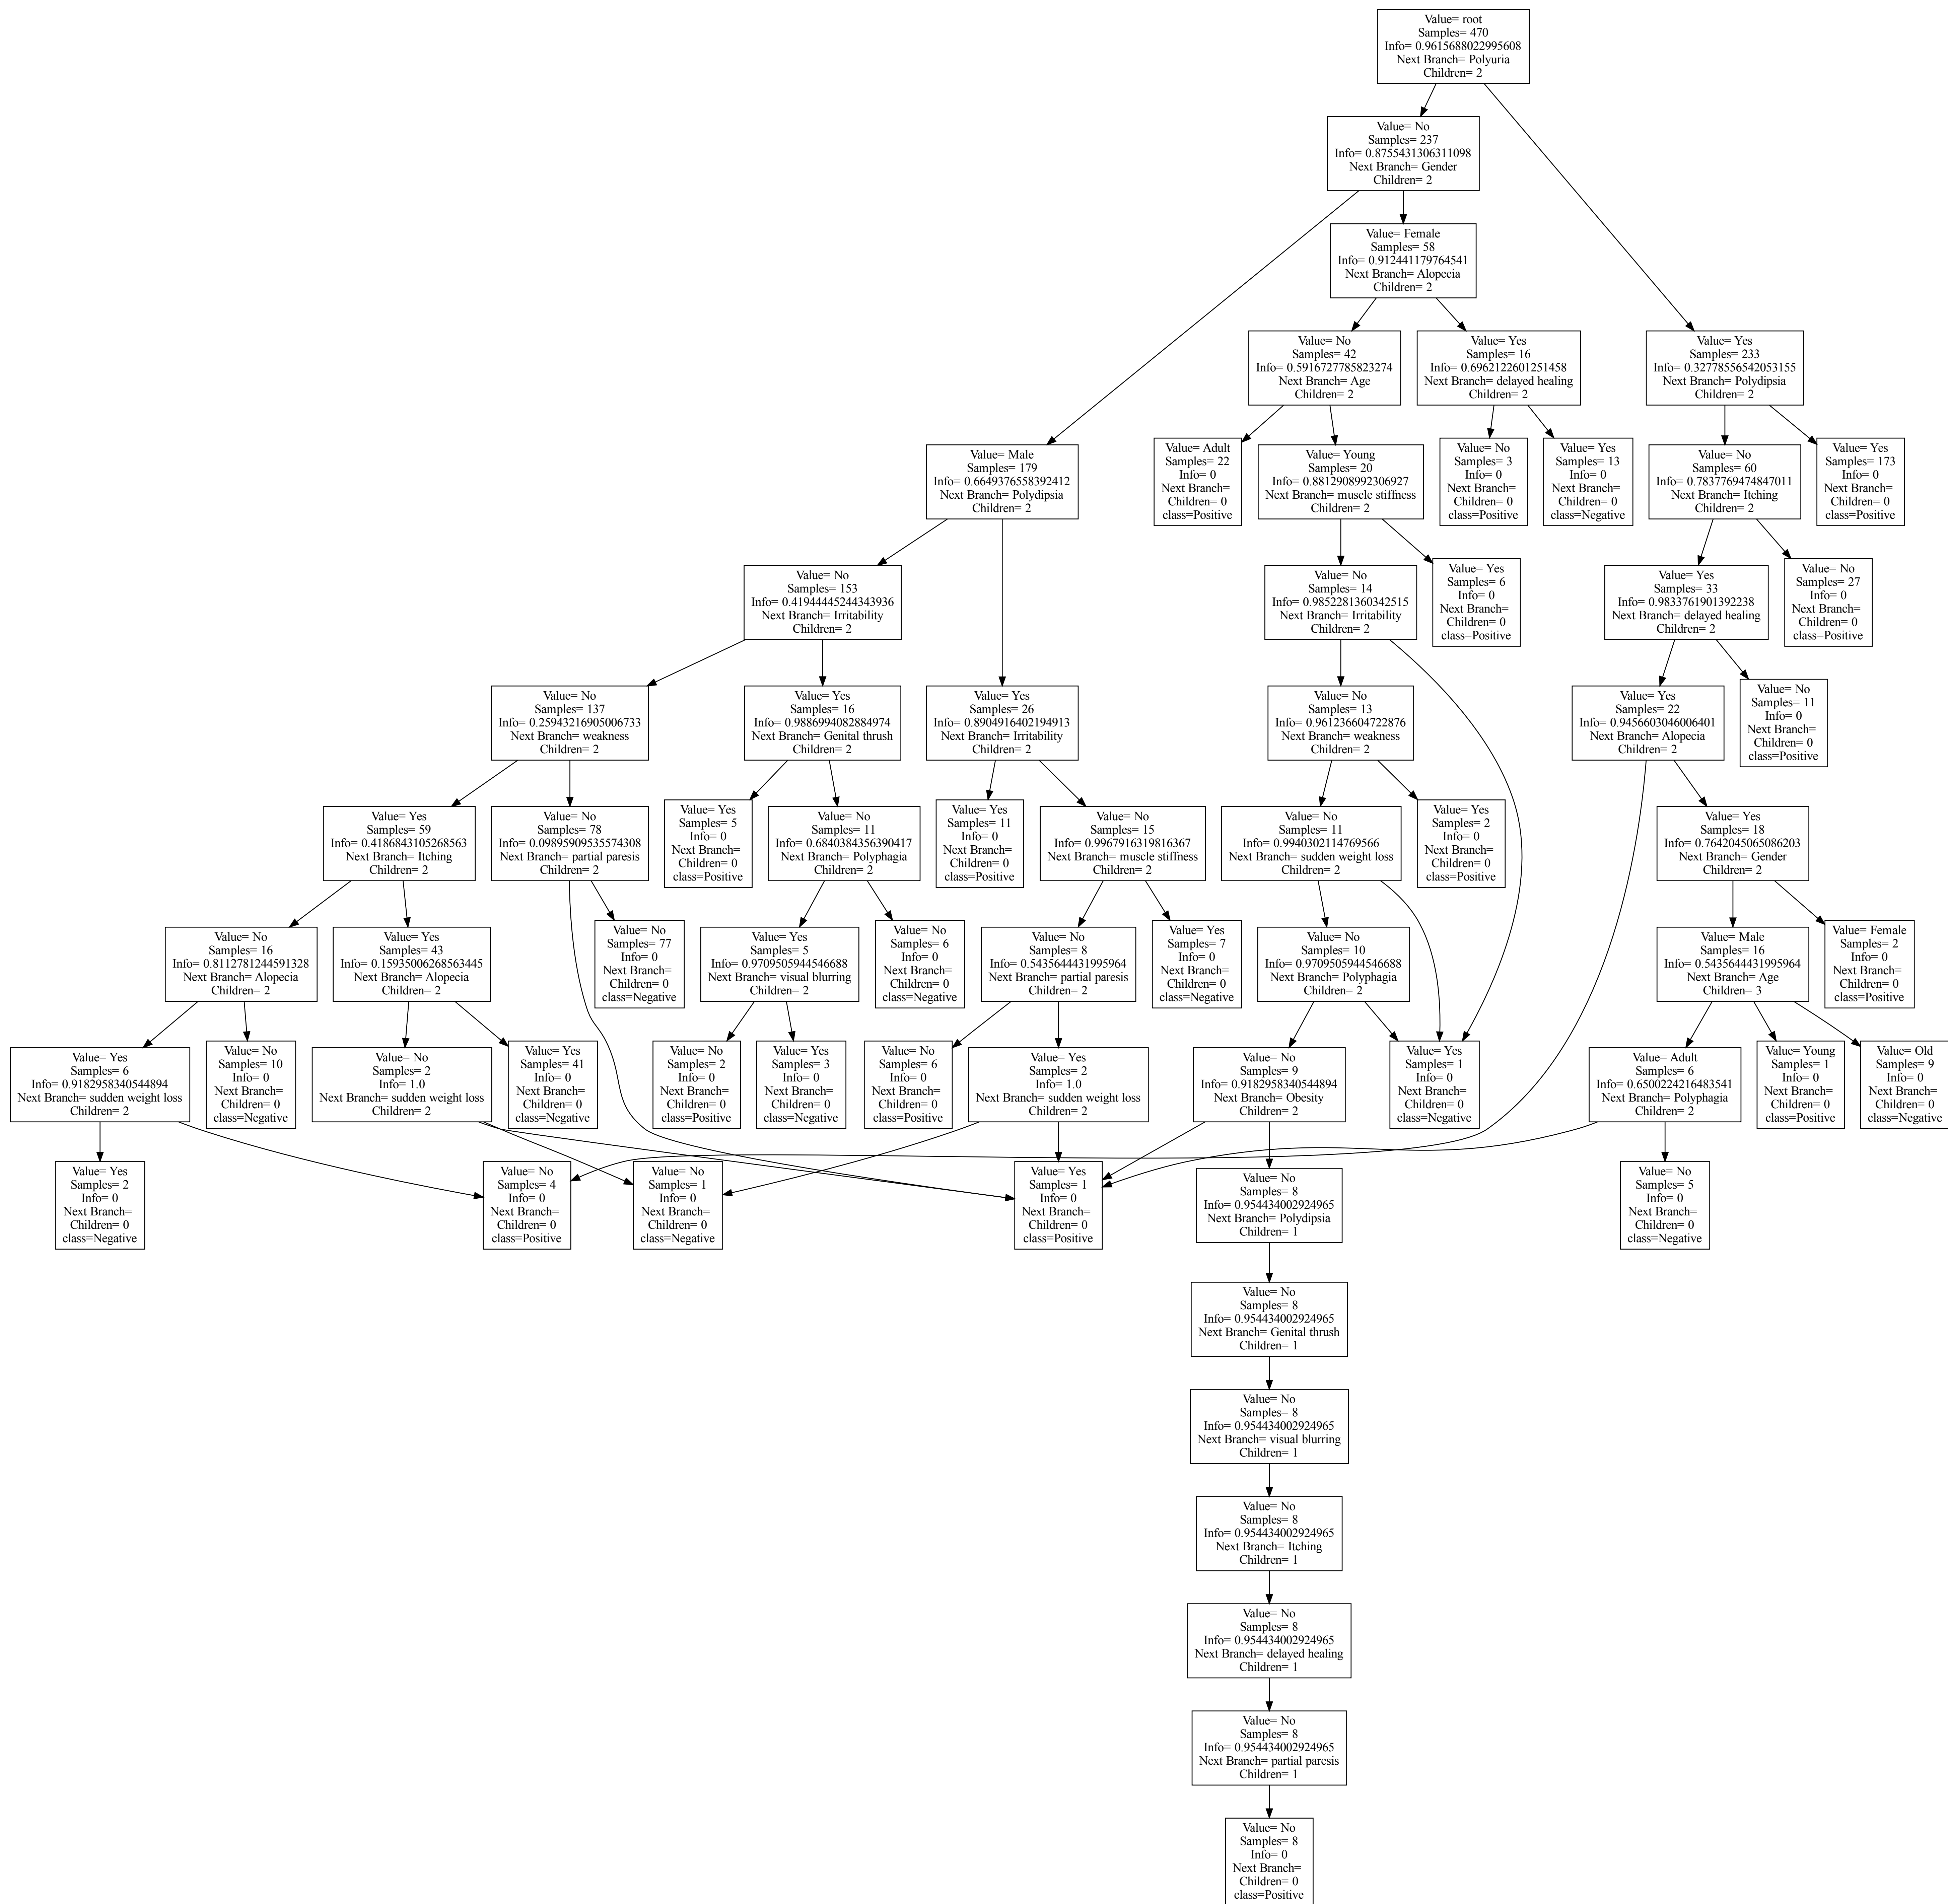 Value= root
Samples= 470
Info= 0.9615688022995608
Next Branch= Polyuria
Children= 2
Value= No
Samples= 237
Info= 0.8755431306311098
Next Branch= Gender
Children= 2
Value= Female
Samples= 58
Info= 0.912441179764541
Next Branch= Alopecia
Children= 2
Value= No
Samples= 42
Info= 0.5916727785823274
Next Branch= Age
Children= 2
Value= Yes
Samples= 16
Info= 0.6962122601251458
Next Branch= delayed healing
Children= 2
Value= Yes
Samples= 233
Info= 0.32778556542053155
Next Branch= Polydipsia
Children= 2
Value= Male
Samples= 179
Info= 0.6649376558392412
Next Branch= Polydipsia
Children= 2
Value= Adult
Samples= 22
Info= 0
Next Branch=
Children= 0
class=Positive
Value= Young
Samples= 20
Info= 0.8812908992306927
Next Branch= muscle stiffness
Children= 2
Value= No
Samples= 3
Info= 0
Next Branch=
Children= 0
class=Positive
Value= Yes
Samples= 13
Info= 0
Next Branch=
Children= 0
class=Negative
Value= No
Samples= 60
Info= 0.7837769474847011
Next Branch= Itching
Children= 2
Value= Yes
Samples= 173
Info= 0
Next Branch=
Children= 0
class=Positive
Value= No
Samples= 153
Info= 0.41944445244343936
Next Branch= Irritability
Children= 2
Value= No
Samples= 14
Info= 0.9852281360342515
Next Branch= Irritability
Children= 2
Value= Yes
Samples= 6
Info= 0
Next Branch=
Children= 0
class=Positive
Value= Yes
Samples= 33
Info= 0.9833761901392238
Next Branch= delayed healing
Children= 2
Value= No
Samples= 27
Info= 0
Next Branch=
Children= 0
class=Positive
Value= No
Samples= 137
Info= 0.25943216905006733
Next Branch= weakness
Children= 2
Value= Yes
Samples= 16
Info= 0.9886994082884974
Next Branch= Genital thrush
Children= 2
Value= Yes
Samples= 26
Info= 0.8904916402194913
Next Branch= Irritability
Children= 2
Value= No
Samples= 13
Info= 0.961236604722876
Next Branch= weakness
Children= 2
Value= Yes
Samples= 22
Info= 0.9456603046006401
Next Branch= Alopecia
Children= 2
Value= No
Samples= 11
Info= 0
Next Branch=
Children= 0
class=Positive
Value= Yes
Samples= 59
Info= 0.4186843105268563
Next Branch= Itching
Children= 2
Value= No
Samples= 78
Info= 0.09895909535574308
Next Branch= partial paresis
Children= 2
Value= Yes
Samples= 5
Info= 0
Next Branch=
Children= 0
class=Positive
Value= No
Samples= 11
Info= 0.6840384356390417
Next Branch= Polyphagia
Children= 2
Value= Yes
Samples= 11
Info= 0
Next Branch=
Children= 0
class=Positive
Value= No
Samples= 15
Info= 0.9967916319816367
Next Branch= muscle stiffness
Children= 2
Value= No
Samples= 11
Info= 0.9940302114769566
Next Branch= sudden weight loss
Children= 2
Value= Yes
Samples= 2
Info= 0
Next Branch=
Children= 0
class=Positive
Value= Yes
Samples= 18
Info= 0.7642045065086203
Next Branch= Gender
Children= 2
Value= No
Samples= 16
Info= 0.8112781244591328
Next Branch= Alopecia
Children= 2
Value= Yes
Samples= 43
Info= 0.15935006268563445
Next Branch= Alopecia
Children= 2
Value= No
Samples= 77
Info= 0
Next Branch=
Children= 0
class=Negative
Value= Yes
Samples= 5
Info= 0.9709505944546688
Next Branch= visual blurring
Children= 2
Value= No
Samples= 6
Info= 0
Next Branch=
Children= 0
class=Negative
Value= No
Samples= 8
Info= 0.5435644431995964
Next Branch= partial paresis
Children= 2
Value= Yes
Samples= 7
Info= 0
Next Branch=
Children= 0
class=Negative
Value= No
Samples= 10
Info= 0.9709505944546688
Next Branch= Polyphagia
Children= 2
Value= Male
Samples= 16
Info= 0.5435644431995964
Next Branch= Age
Children= 3
Value= Female
Samples= 2
Info= 0
Next Branch=
Children= 0
class=Positive
Value= Yes
Samples= 6
Info= 0.9182958340544894
Next Branch= sudden weight loss
Children= 2
Value= No
Samples= 10
Info= 0
Next Branch=
Children= 0
class=Negative
Value= No
Samples= 2
Info= 1.0
Next Branch= sudden weight loss
Children= 2
Value= Yes
Samples= 41
Info= 0
Next Branch=
Children= 0
class=Negative
Value= No
Samples= 2
Info= 0
Next Branch=
Children= 0
class=Positive
Value= Yes
Samples= 3
Info= 0
Next Branch=
Children= 0
class=Negative
Value= No
Samples= 6
Info= 0
Next Branch=
Children= 0
class=Positive
Value= Yes
Samples= 2
Info= 1.0
Next Branch= sudden weight loss
Children= 2
Value= No
Samples= 9
Info= 0.9182958340544894
Next Branch= Obesity
Children= 2
Value= Yes
Samples= 1
Info= 0
Next Branch=
Children= 0
class=Negative
Value= Adult
Samples= 6
Info= 0.6500224216483541
Next Branch= Polyphagia
Children= 2
Value= Young
Samples= 1
Info= 0
Next Branch=
Children= 0
class=Positive
Value= Old
Samples= 9
Info= 0
Next Branch=
Children= 0
class=Negative
Value= Yes
Samples= 2
Info= 0
Next Branch=
Children= 0
class=Negative
Value= No
Samples= 4
Info= 0
Next Branch=
Children= 0
class=Positive
Value= No
Samples= 1
Info= 0
Next Branch=
Children= 0
class=Negative
Value= Yes
Samples= 1
Info= 0
Next Branch=
Children= 0
class=Positive
Value= No
Samples= 8
Info= 0.954434002924965
Next Branch= Polydipsia
Children= 1
Value= No
Samples= 5
Info= 0
Next Branch=
Children= 0
class=Negative
Value= No
Samples= 8
Info= 0.954434002924965
Next Branch= Genital thrush
Children= 1
Value= No
Samples= 8
Info= 0.954434002924965
Next Branch= visual blurring
Children= 1
Value= No
Samples= 8
Info= 0.954434002924965
Next Branch= Itching
Children= 1
Value= No
Samples= 8
Info= 0.954434002924965
Next Branch= delayed healing
Children= 1
Value= No
Samples= 8
Info= 0.954434002924965
Next Branch= partial paresis
Children= 1
Value= No
Samples= 8
Info= 0
Next Branch=
Children= 0
class=Positive